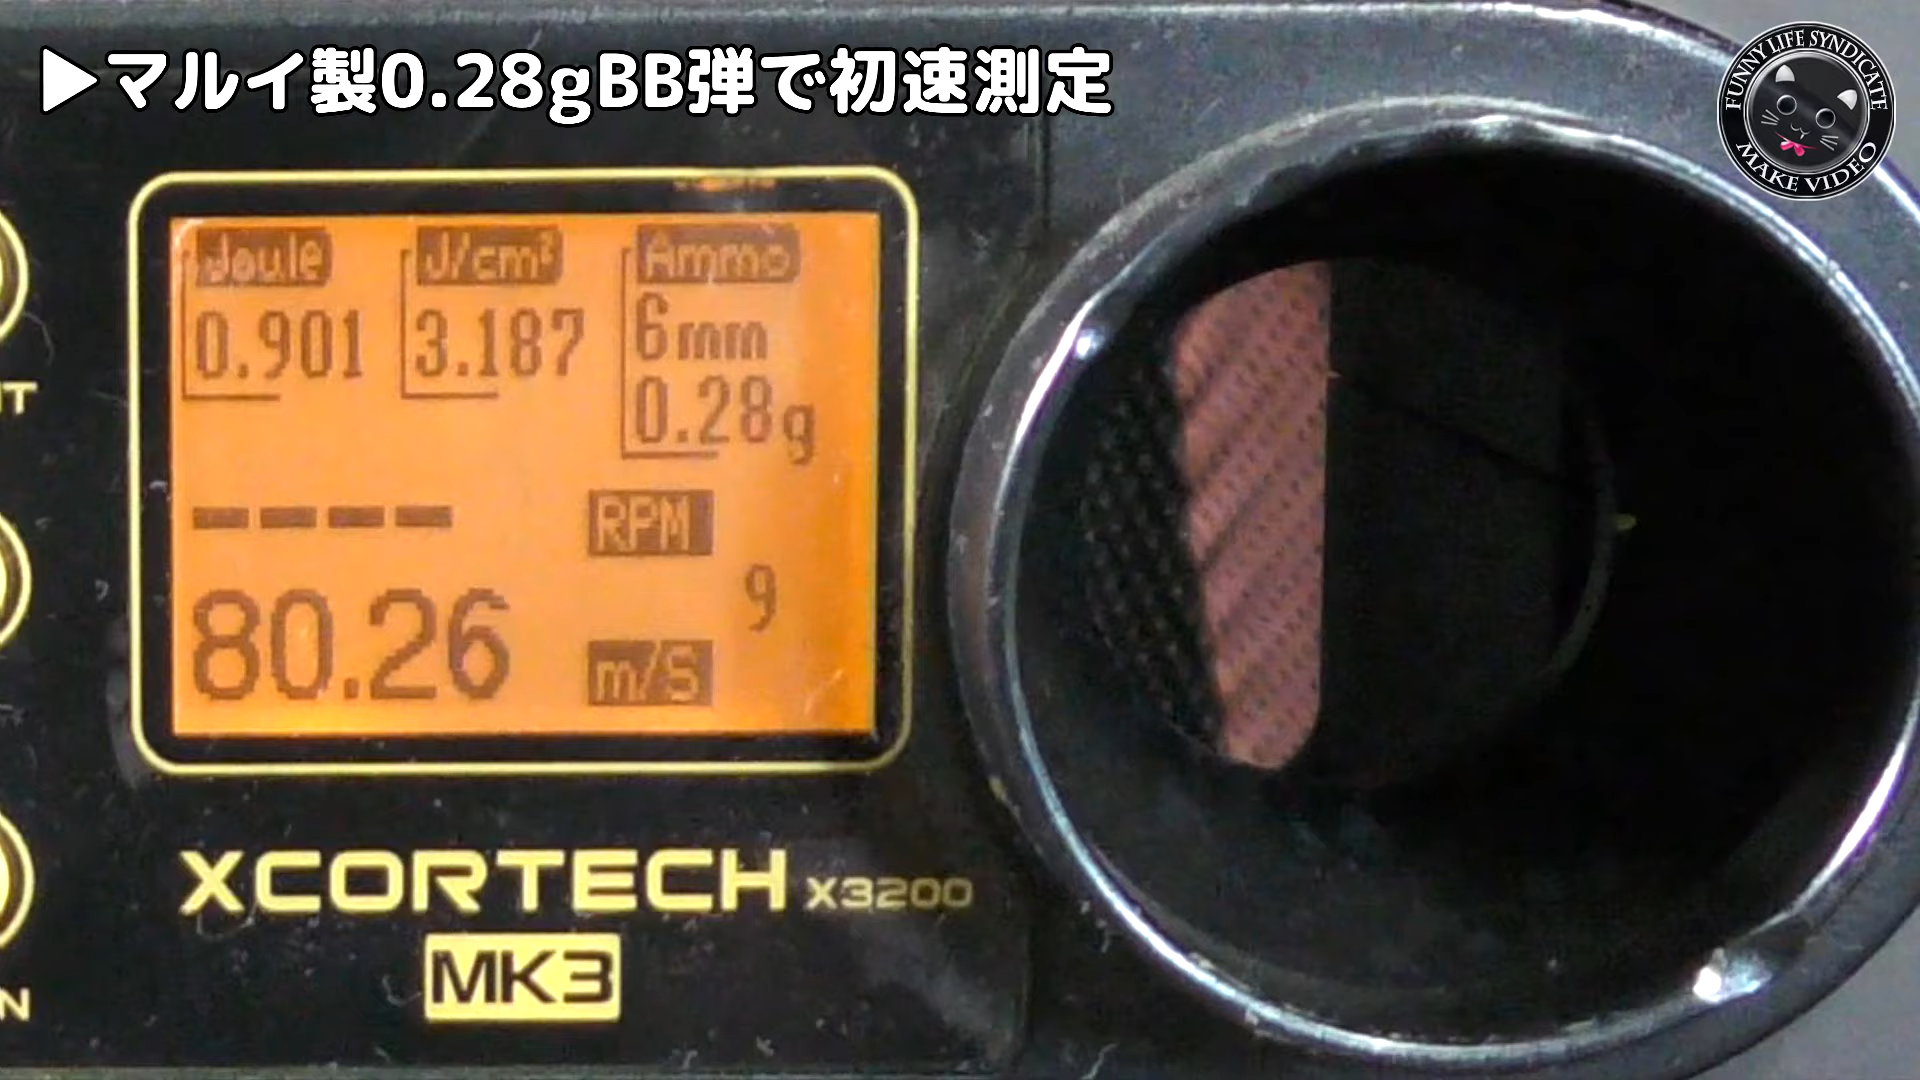 ▶マルイ製0.28gBB弾で初速測定
FUNNY LIFE SYNDICATE
MAKE VIDEO
Joule
0.901
J/cm²
3.187
Ammo
6mm
0.28g
----
RPM
9
80.26
m/S
XCORTECH X3200
MK3